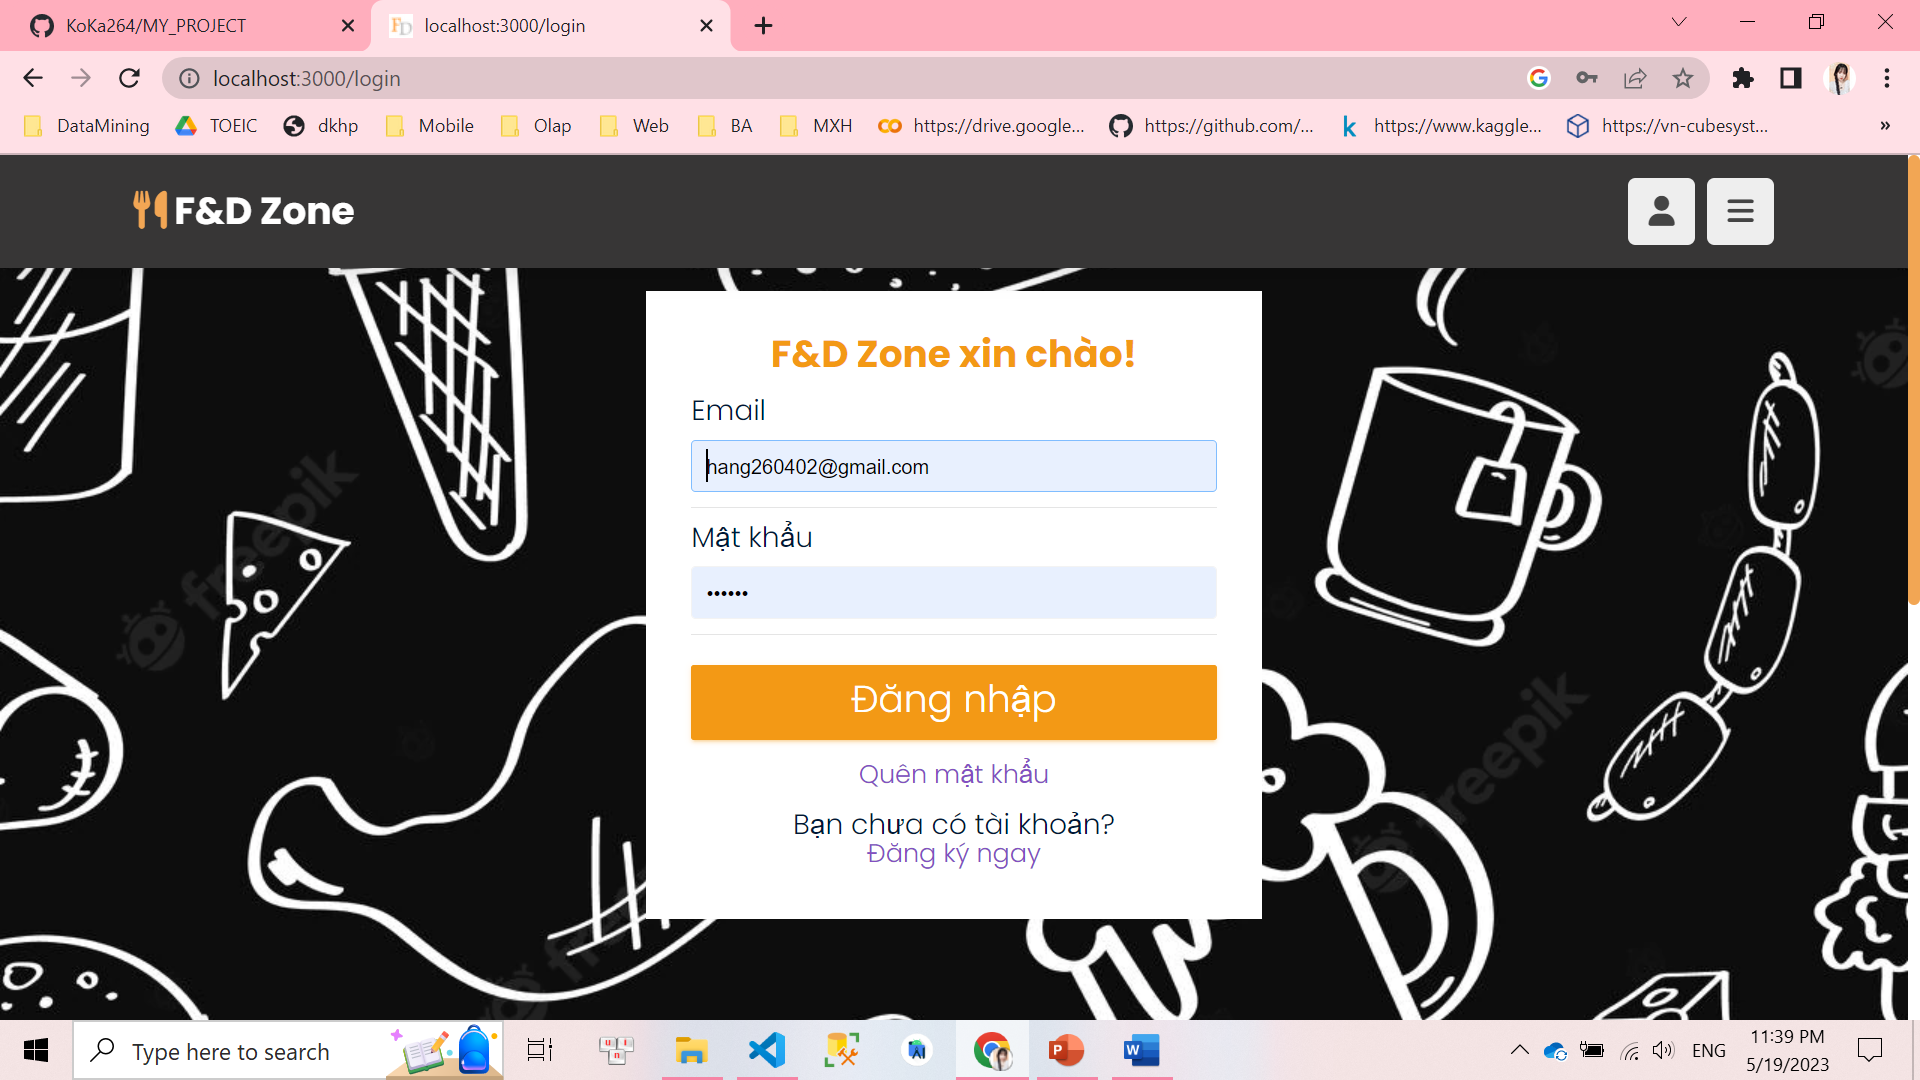 KoKa264/MY_PROJECT
localhost:3000/login
localhost:3000/login
DataMining TOEIC dkhp Mobile Olap Web BA MXH https://drive.google... https://github.com/... https://www.kaggle... https://vn-cubesyst... »
F&D Zone
F&D Zone xin chào!
Email
hang260402@gmail.com
Mật khẩu
••••••
Đăng nhập
Quên mật khẩu
Bạn chưa có tài khoản?
Đăng ký ngay
freepik
freepik
Type here to search
ENG
11:39 PM
5/19/2023